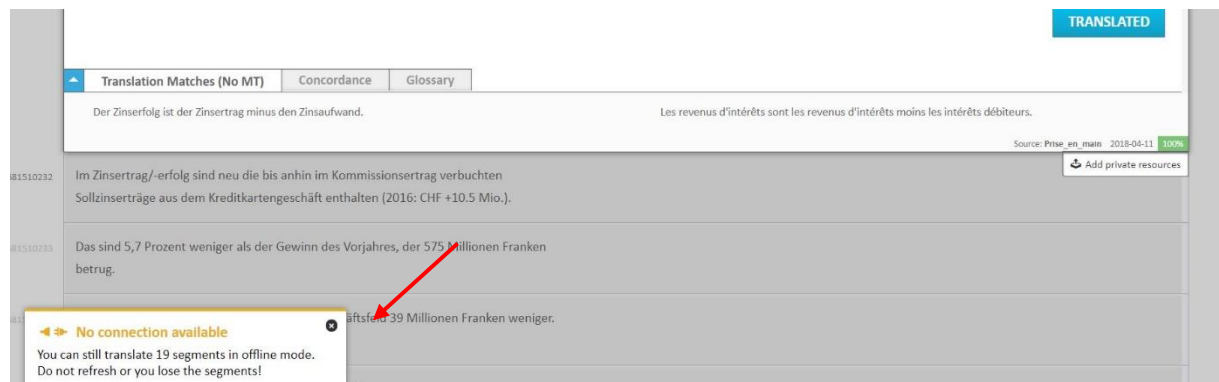 TRANSLATED
Translation Matches (No MT) Concordance Glossary
Der Zinserfolg ist der Zinsertrag minus den Zinsaufwand. Les revenus d'intérêts sont les revenus d'intérêts moins les intérêts débiteurs.
Source: Prise_en_main 2018-04-11 100%
Add private resources
681510232 Im Zinsertrag/-erfolg sind neu die bis anhin im Kommissionsertrag verbuchten
Sollzinserträge aus dem Kreditkartengeschäft enthalten (2016: CHF +10.5 Mio.).
681510233 Das sind 5,7 Prozent weniger als der Gewinn des Vorjahres, der 575 Millionen Franken
betrug.
äftsfeld 39 Millionen Franken weniger.
No connection available
You can still translate 19 segments in offline mode.
Do not refresh or you lose the segments!